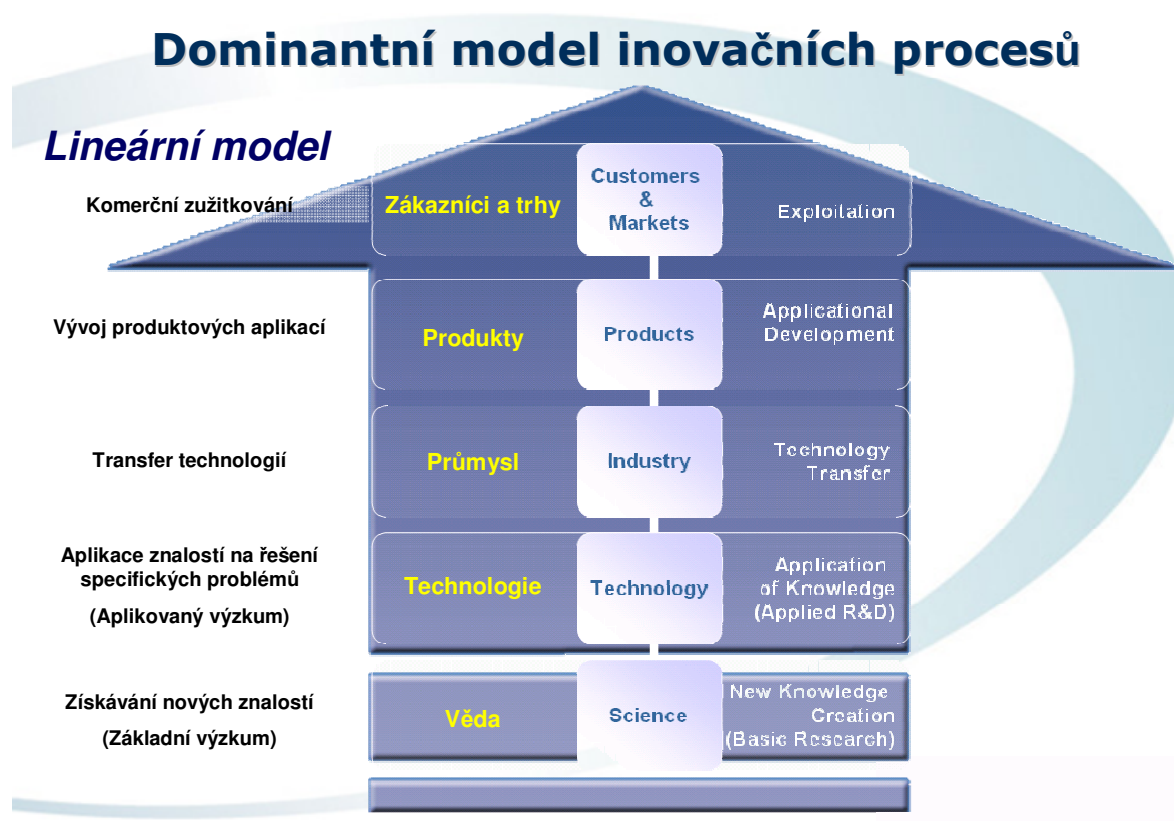 Dominantní model inovačních procesů
Lineární model
Komerční zužitkování
Zákazníci a trhy
Customers
&
Markets
Exploitation
Vývoj produktových aplikací
Produkty
Products
Applicational
Development
Transfer technologií
Průmysl
Industry
Technology
Transfer
Aplikace znalostí na řešení
specifických problémů
(Aplikovaný výzkum)
Technologie
Technology
Application
of Knowledge
(Applied R&D)
Získávání nových znalostí
(Základní výzkum)
Věda
Science
New Knowledge
Creation
(Basic Research)